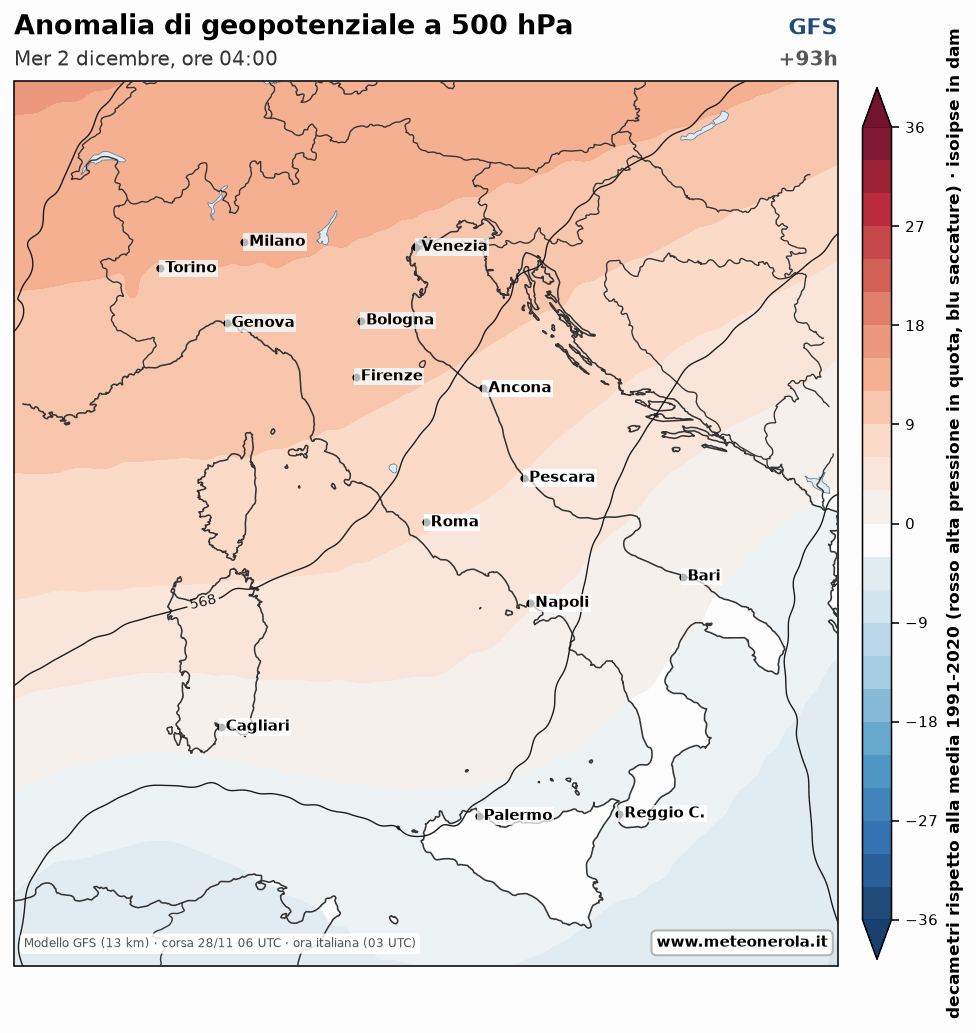 Anomalia di geopotenziale a 500 hPa
GFS
Mer 2 dicembre, ore 04:00
+93h
Milano
Torino
Venezia
Genova
Bologna
Firenze
Ancona
Pescara
Roma
Bari
568
Napoli
Cagliari
Palermo
Reggio C.
Modello GFS (13 km) · corsa 28/11 06 UTC · ora italiana (03 UTC)
www.meteonerola.it
36
27
18
9
0
−9
−18
−27
−36
decametri rispetto alla media 1991-2020 (rosso alta pressione in quota, blu saccature) · isoipse in dam